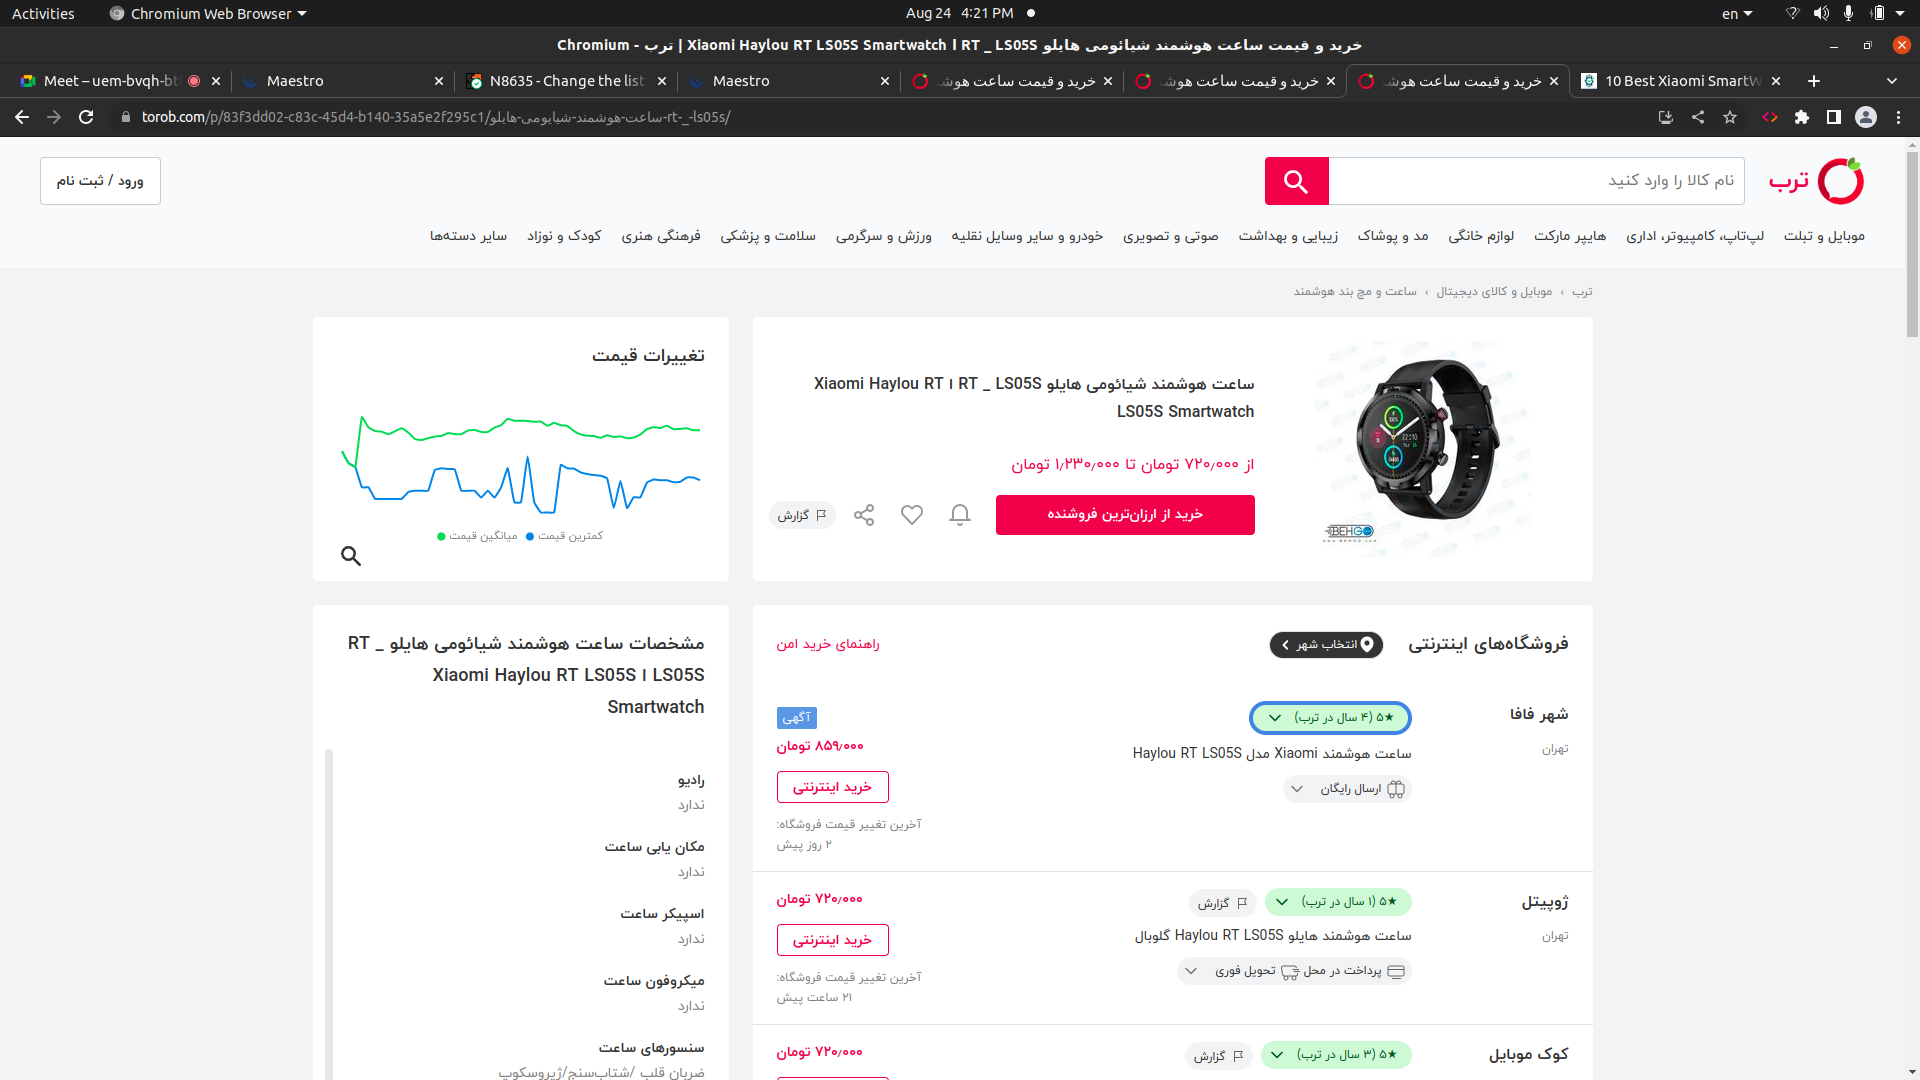 Activities
Chromium Web Browser
Aug 24 4:21 PM
en
خرید و قیمت ساعت هوشمند شیائومی هایلو RT _ LS05S ا Xiaomi Haylou RT LS05S Smartwatch | ترب - Chromium
Meet – uem-bvqh-bt
Maestro
N8635 - Change the list
Maestro
خرید و قیمت ساعت هوش
خرید و قیمت ساعت هوش
خرید و قیمت ساعت هوش
10 Best Xiaomi SmartW
torob.com/p/83f3dd02-c83c-45d4-b140-35a5e2f295c1/ساعت-هوشمند-شیایومی-هایلو-rt-_-ls05s/
ترب
نام کالا را وارد کنید
ورود / ثبت نام
موبایل و تبلت
لپ‌تاپ، کامپیوتر، اداری
هایپر مارکت
لوازم خانگی
مد و پوشاک
زیبایی و بهداشت
صوتی و تصویری
خودرو و سایر وسایل نقلیه
ورزش و سرگرمی
سلامت و پزشکی
فرهنگی هنری
کودک و نوزاد
سایر دسته‌ها
ترب › موبایل و کالای دیجیتال › ساعت و مچ بند هوشمند
ساعت هوشمند شیائومی هایلو RT _ LS05S ا Xiaomi Haylou RT
LS05S Smartwatch
از ۷۲۰٫۰۰۰ تومان تا ۱٫۲۳۰٫۰۰۰ تومان
خرید از ارزان‌ترین فروشنده
گزارش
BEHGO
تغییرات قیمت
کمترین قیمت
میانگین قیمت
فروشگاه‌های اینترنتی
انتخاب شهر
راهنمای خرید امن
شهر فافا
تهران
۵★ (۴ سال در ترب)
ساعت هوشمند Xiaomi مدل Haylou RT LS05S
ارسال رایگان
آگهی
۸۵۹٫۰۰۰ تومان
خرید اینترنتی
آخرین تغییر قیمت فروشگاه:
۲ روز پیش
ژوپیتل
تهران
۵★ (۱ سال در ترب)
گزارش
ساعت هوشمند هایلو Haylou RT LS05S گلوبال
پرداخت در محل
تحویل فوری
۷۲۰٫۰۰۰ تومان
خرید اینترنتی
آخرین تغییر قیمت فروشگاه:
۲۱ ساعت پیش
کوک موبایل
۵★ (۳ سال در ترب)
گزارش
۷۲۰٫۰۰۰ تومان
مشخصات ساعت هوشمند شیائومی هایلو RT _
LS05S ا Xiaomi Haylou RT LS05S
Smartwatch
رادیو
ندارد
مکان یابی ساعت
ندارد
اسپیکر ساعت
ندارد
میکروفون ساعت
ندارد
سنسورهای ساعت
ضربان قلب /شتاب‌سنج/ژیروسکوپ